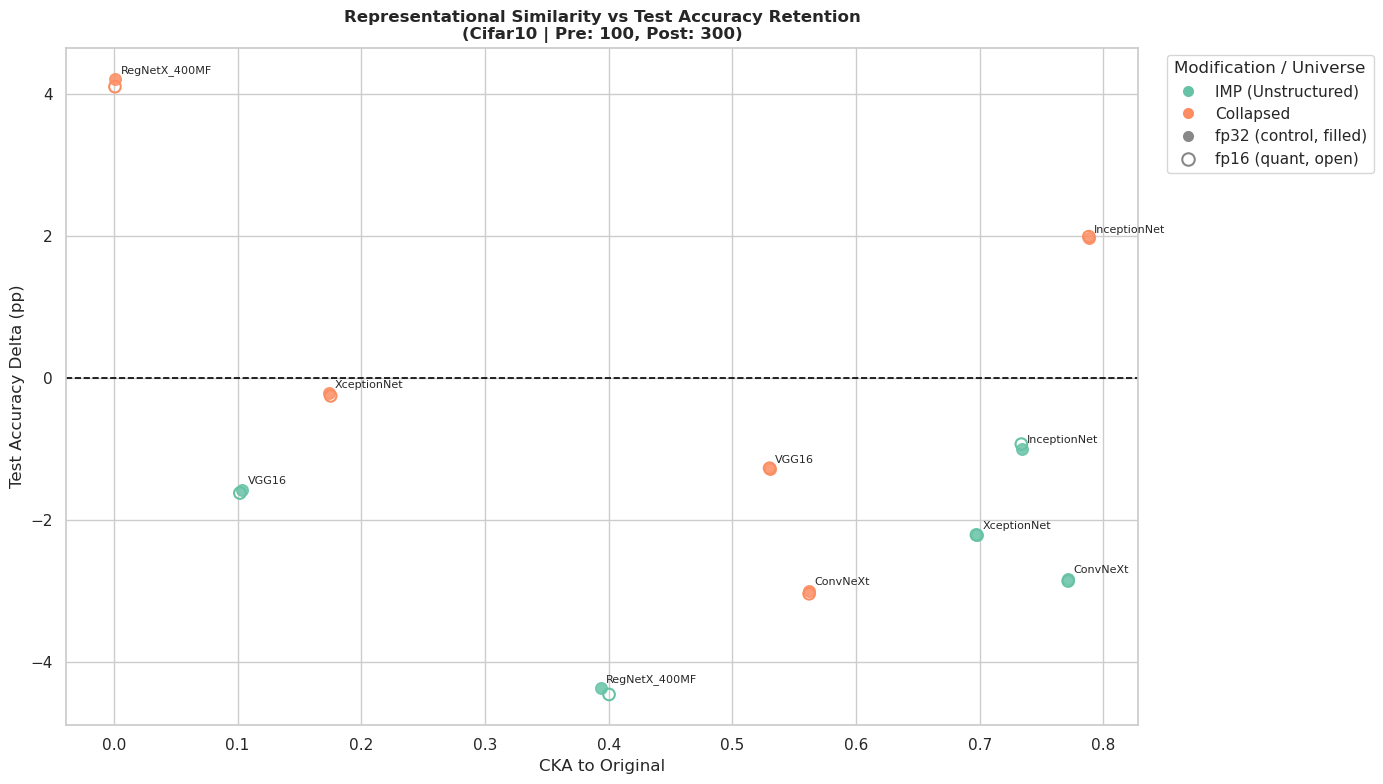 Representational Similarity vs Test Accuracy Retention
(Cifar10 | Pre: 100, Post: 300)
Modification / Universe
IMP (Unstructured)
Collapsed
fp32 (control, filled)
fp16 (quant, open)
Test Accuracy Delta (pp)
4
2
0
−2
−4
RegNetX_400MF
InceptionNet
XceptionNet
InceptionNet
VGG16
VGG16
XceptionNet
ConvNeXt
ConvNeXt
RegNetX_400MF
0.0 0.1 0.2 0.3 0.4 0.5 0.6 0.7 0.8
CKA to Original